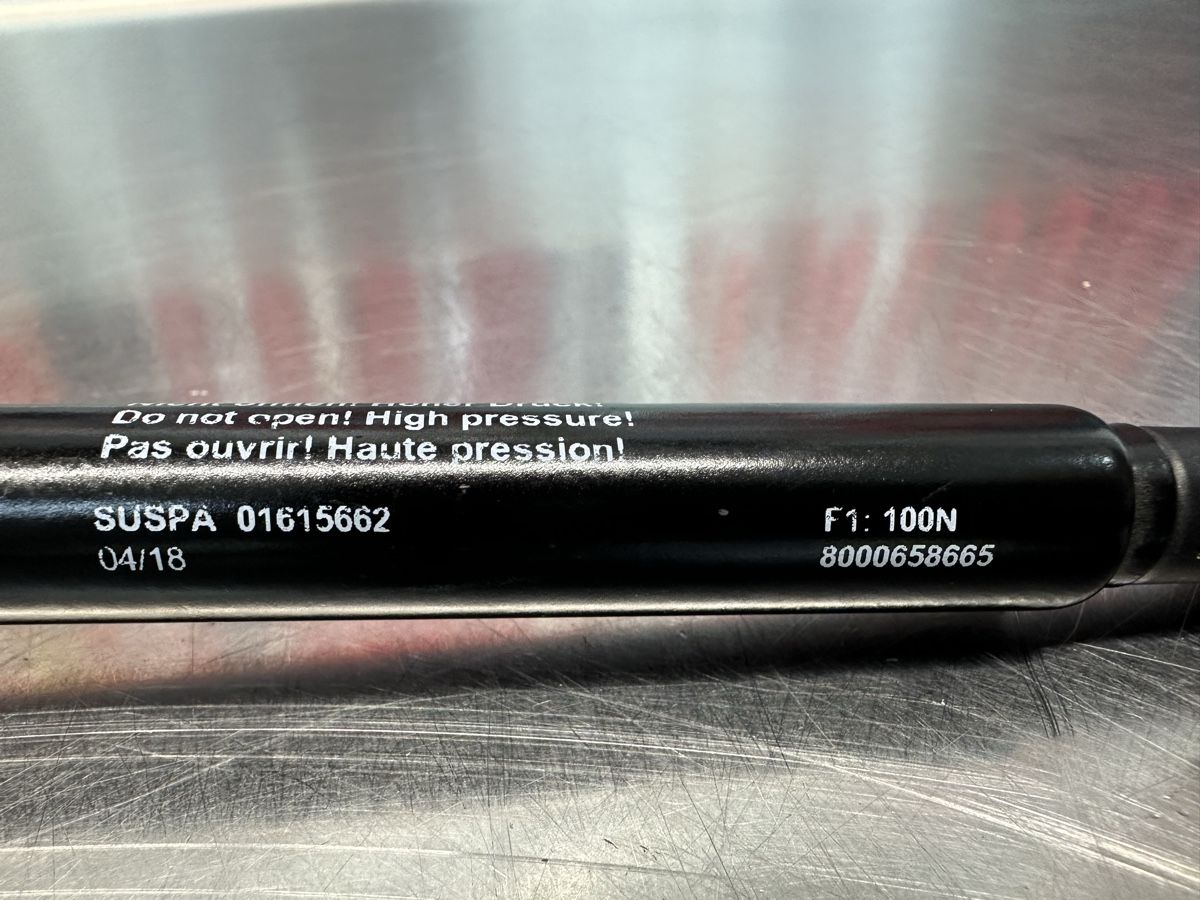 Do not open! High pressure!
Pas ouvrir! Haute pression!
SUSPA 01615662
04/18
F1: 100N
8000658665